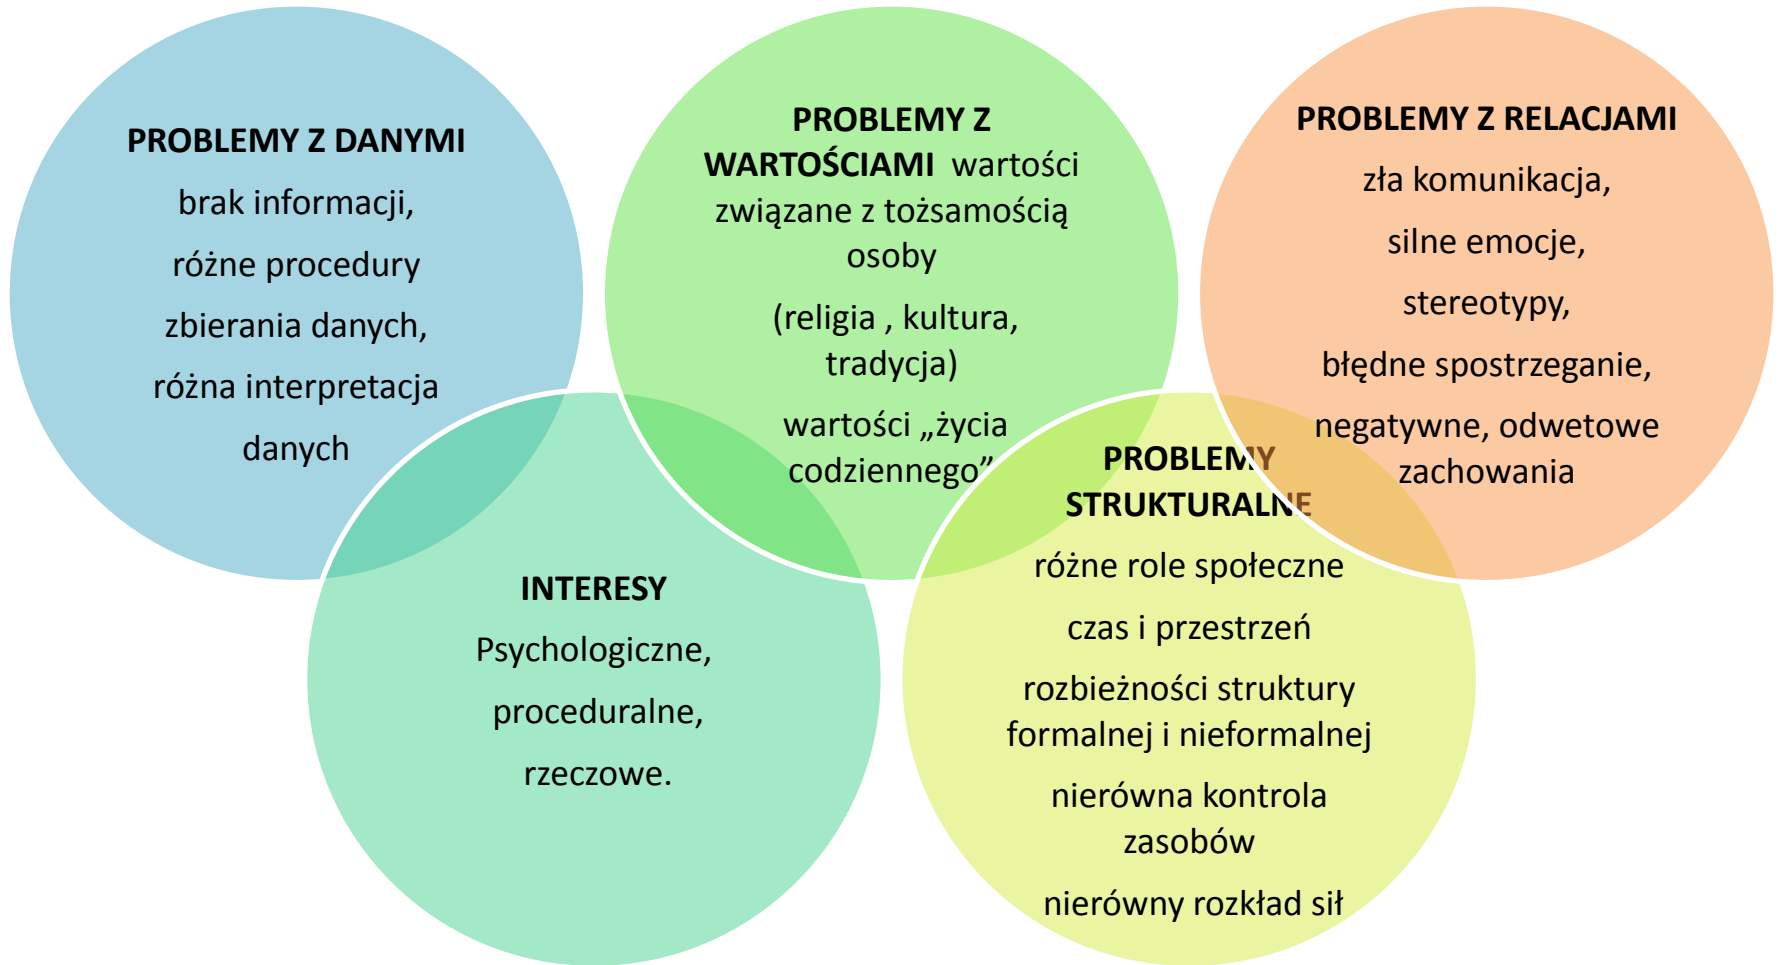 PROBLEMY Z DANYMI
brak informacji,
różne procedury
zbierania danych,
różna interpretacja
danych
INTERESY
Psychologiczne,
proceduralne,
rzeczowe.
PROBLEMY Z
WARTOŚCIAMI wartości
związane z tożsamością
osoby
(religia , kultura,
tradycja)
wartości „życia
codziennego”
PROBLEMY
STRUKTURALNE
różne role społeczne
czas i przestrzeń
rozbieżności struktury
formalnej i nieformalnej
nierówna kontrola
zasobów
nierówny rozkład sił
PROBLEMY Z RELACJAMI
zła komunikacja,
silne emocje,
stereotypy,
błędne spostrzeganie,
negatywne, odwetowe
zachowania